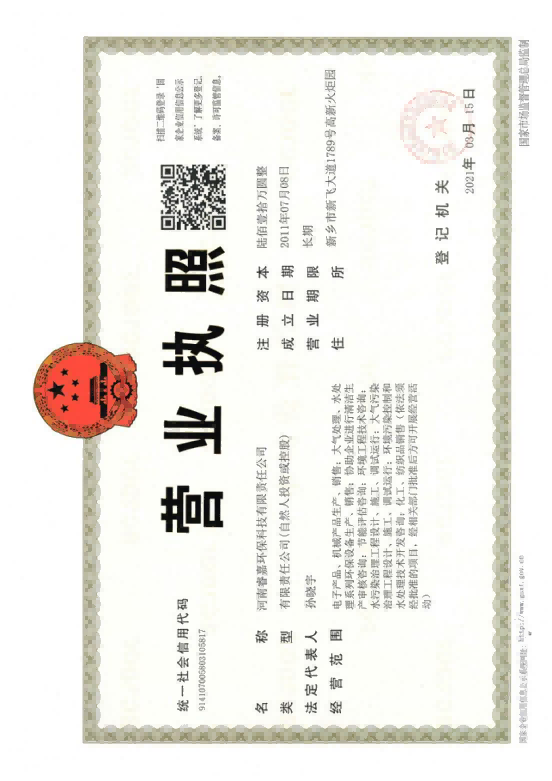 营业执照
扫描二维码登录‘国
家企业信用信息公示
系统’了解更多登记、
备案、许可监管信息。
统一社会信用代码
914107005803105817
名称 河南睿嘉环保科技有限责任公司
类型 有限责任公司(自然人投资或控股)
法定代表人 孙晓宇
经营范围 电子产品、机械产品生产、销售；大气处理、水处
理系列环保设备生产、销售；协助企业进行清洁生
产审核咨询；节能评估咨询；环境工程技术咨询；
水污染治理工程设计、施工、调试运行；大气污染
治理工程设计、施工、调试运行；环境污染控制和
水处理技术开发咨询；化工、纺织品销售（依法须
经批准的项目，经相关部门批准后方可开展经营活
动）
注册资本 陆佰壹拾万圆整
成立日期 2011年07月08日
营业期限 长期
住所 新乡市新飞大道1789号高新火炬园
登记机关
2021年 03月 15日
国家企业信用信息公示系统网址：http://www.gsxt.gov.cn
国家市场监督管理总局监制